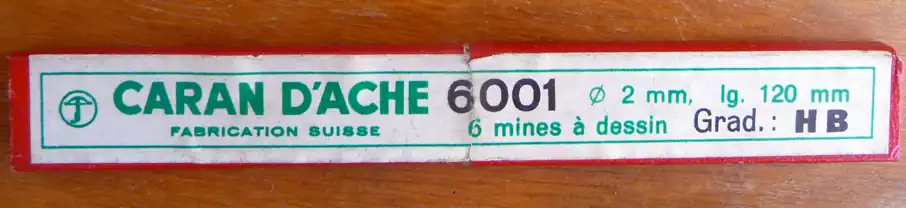 CARAN D'ACHE 6001 ø 2 mm, lg. 120 mm
FABRICATION SUISSE 6 mines à dessin Grad.: HB